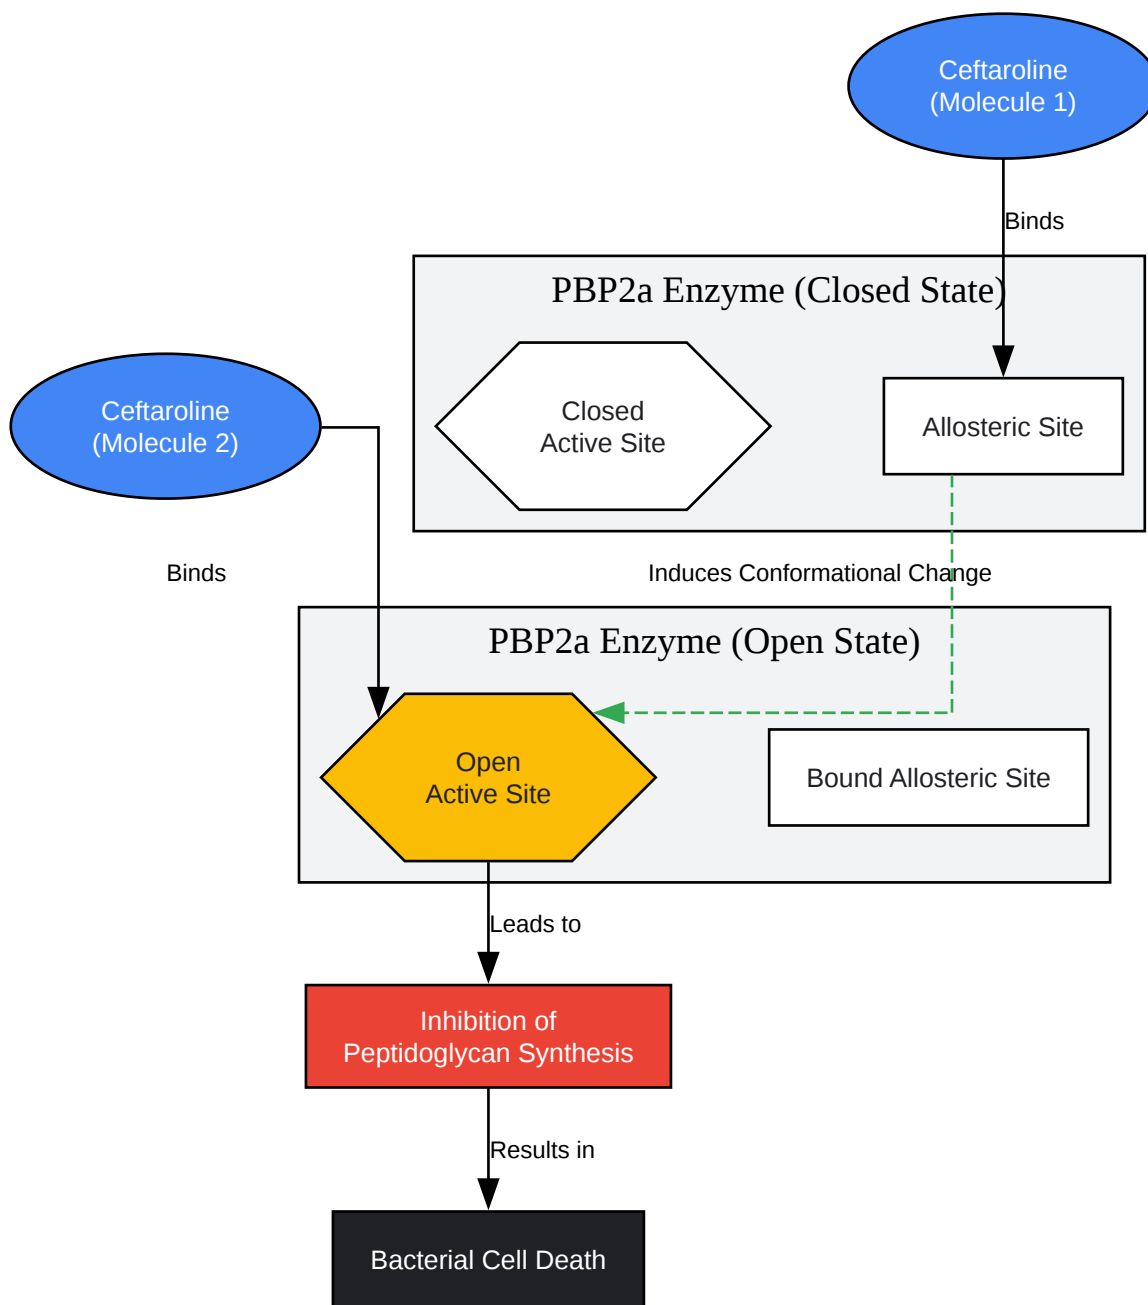 Ceftaroline
(Molecule 1)
Binds
PBP2a Enzyme (Closed State)
Ceftaroline
(Molecule 2)
Closed
Active Site
Allosteric Site
Binds
Induces Conformational Change
PBP2a Enzyme (Open State)
Open
Active Site
Bound Allosteric Site
Leads to
Inhibition of
Peptidoglycan Synthesis
Results in
Bacterial Cell Death